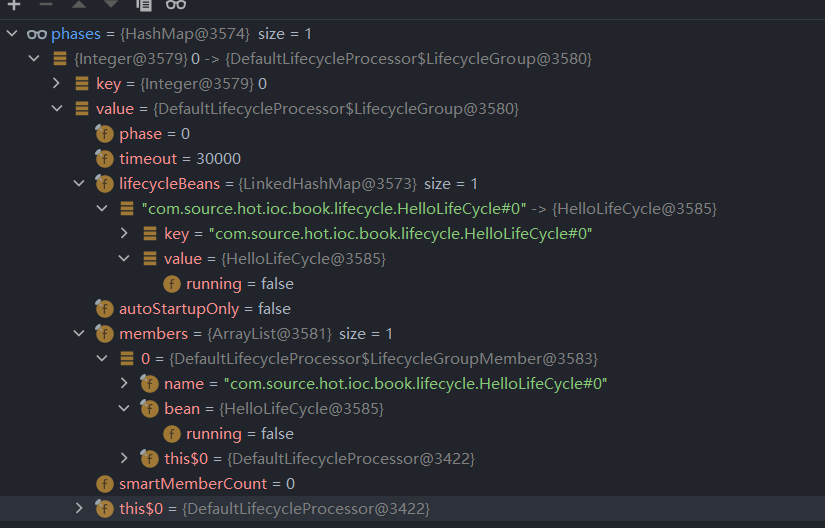 phases = {HashMap@3574} size = 1
{Integer@3579} 0 -> {DefaultLifecycleProcessor$LifecycleGroup@3580}
key = {Integer@3579} 0
value = {DefaultLifecycleProcessor$LifecycleGroup@3580}
f phase = 0
f timeout = 30000
f lifecycleBeans = {LinkedHashMap@3573} size = 1
"com.source.hot.ioc.book.lifecycle.HelloLifeCycle#0" -> {HelloLifeCycle@3585}
key = "com.source.hot.ioc.book.lifecycle.HelloLifeCycle#0"
value = {HelloLifeCycle@3585}
f running = false
f autoStartupOnly = false
f members = {ArrayList@3581} size = 1
0 = {DefaultLifecycleProcessor$LifecycleGroupMember@3583}
f name = "com.source.hot.ioc.book.lifecycle.HelloLifeCycle#0"
f bean = {HelloLifeCycle@3585}
f running = false
f this$0 = {DefaultLifecycleProcessor@3422}
f smartMemberCount = 0
f this$0 = {DefaultLifecycleProcessor@3422}